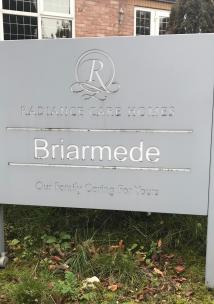 R
RADIANCE CARE HOMES
Briarmede
Our Family Caring For Yours